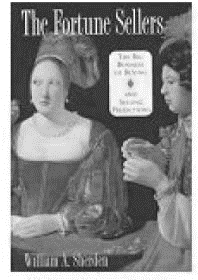 The Fortune Sellers
THE BIG
BUSINESS
OF BUYING
AND
SELLING
PREDICTIONS
William A. Sherden